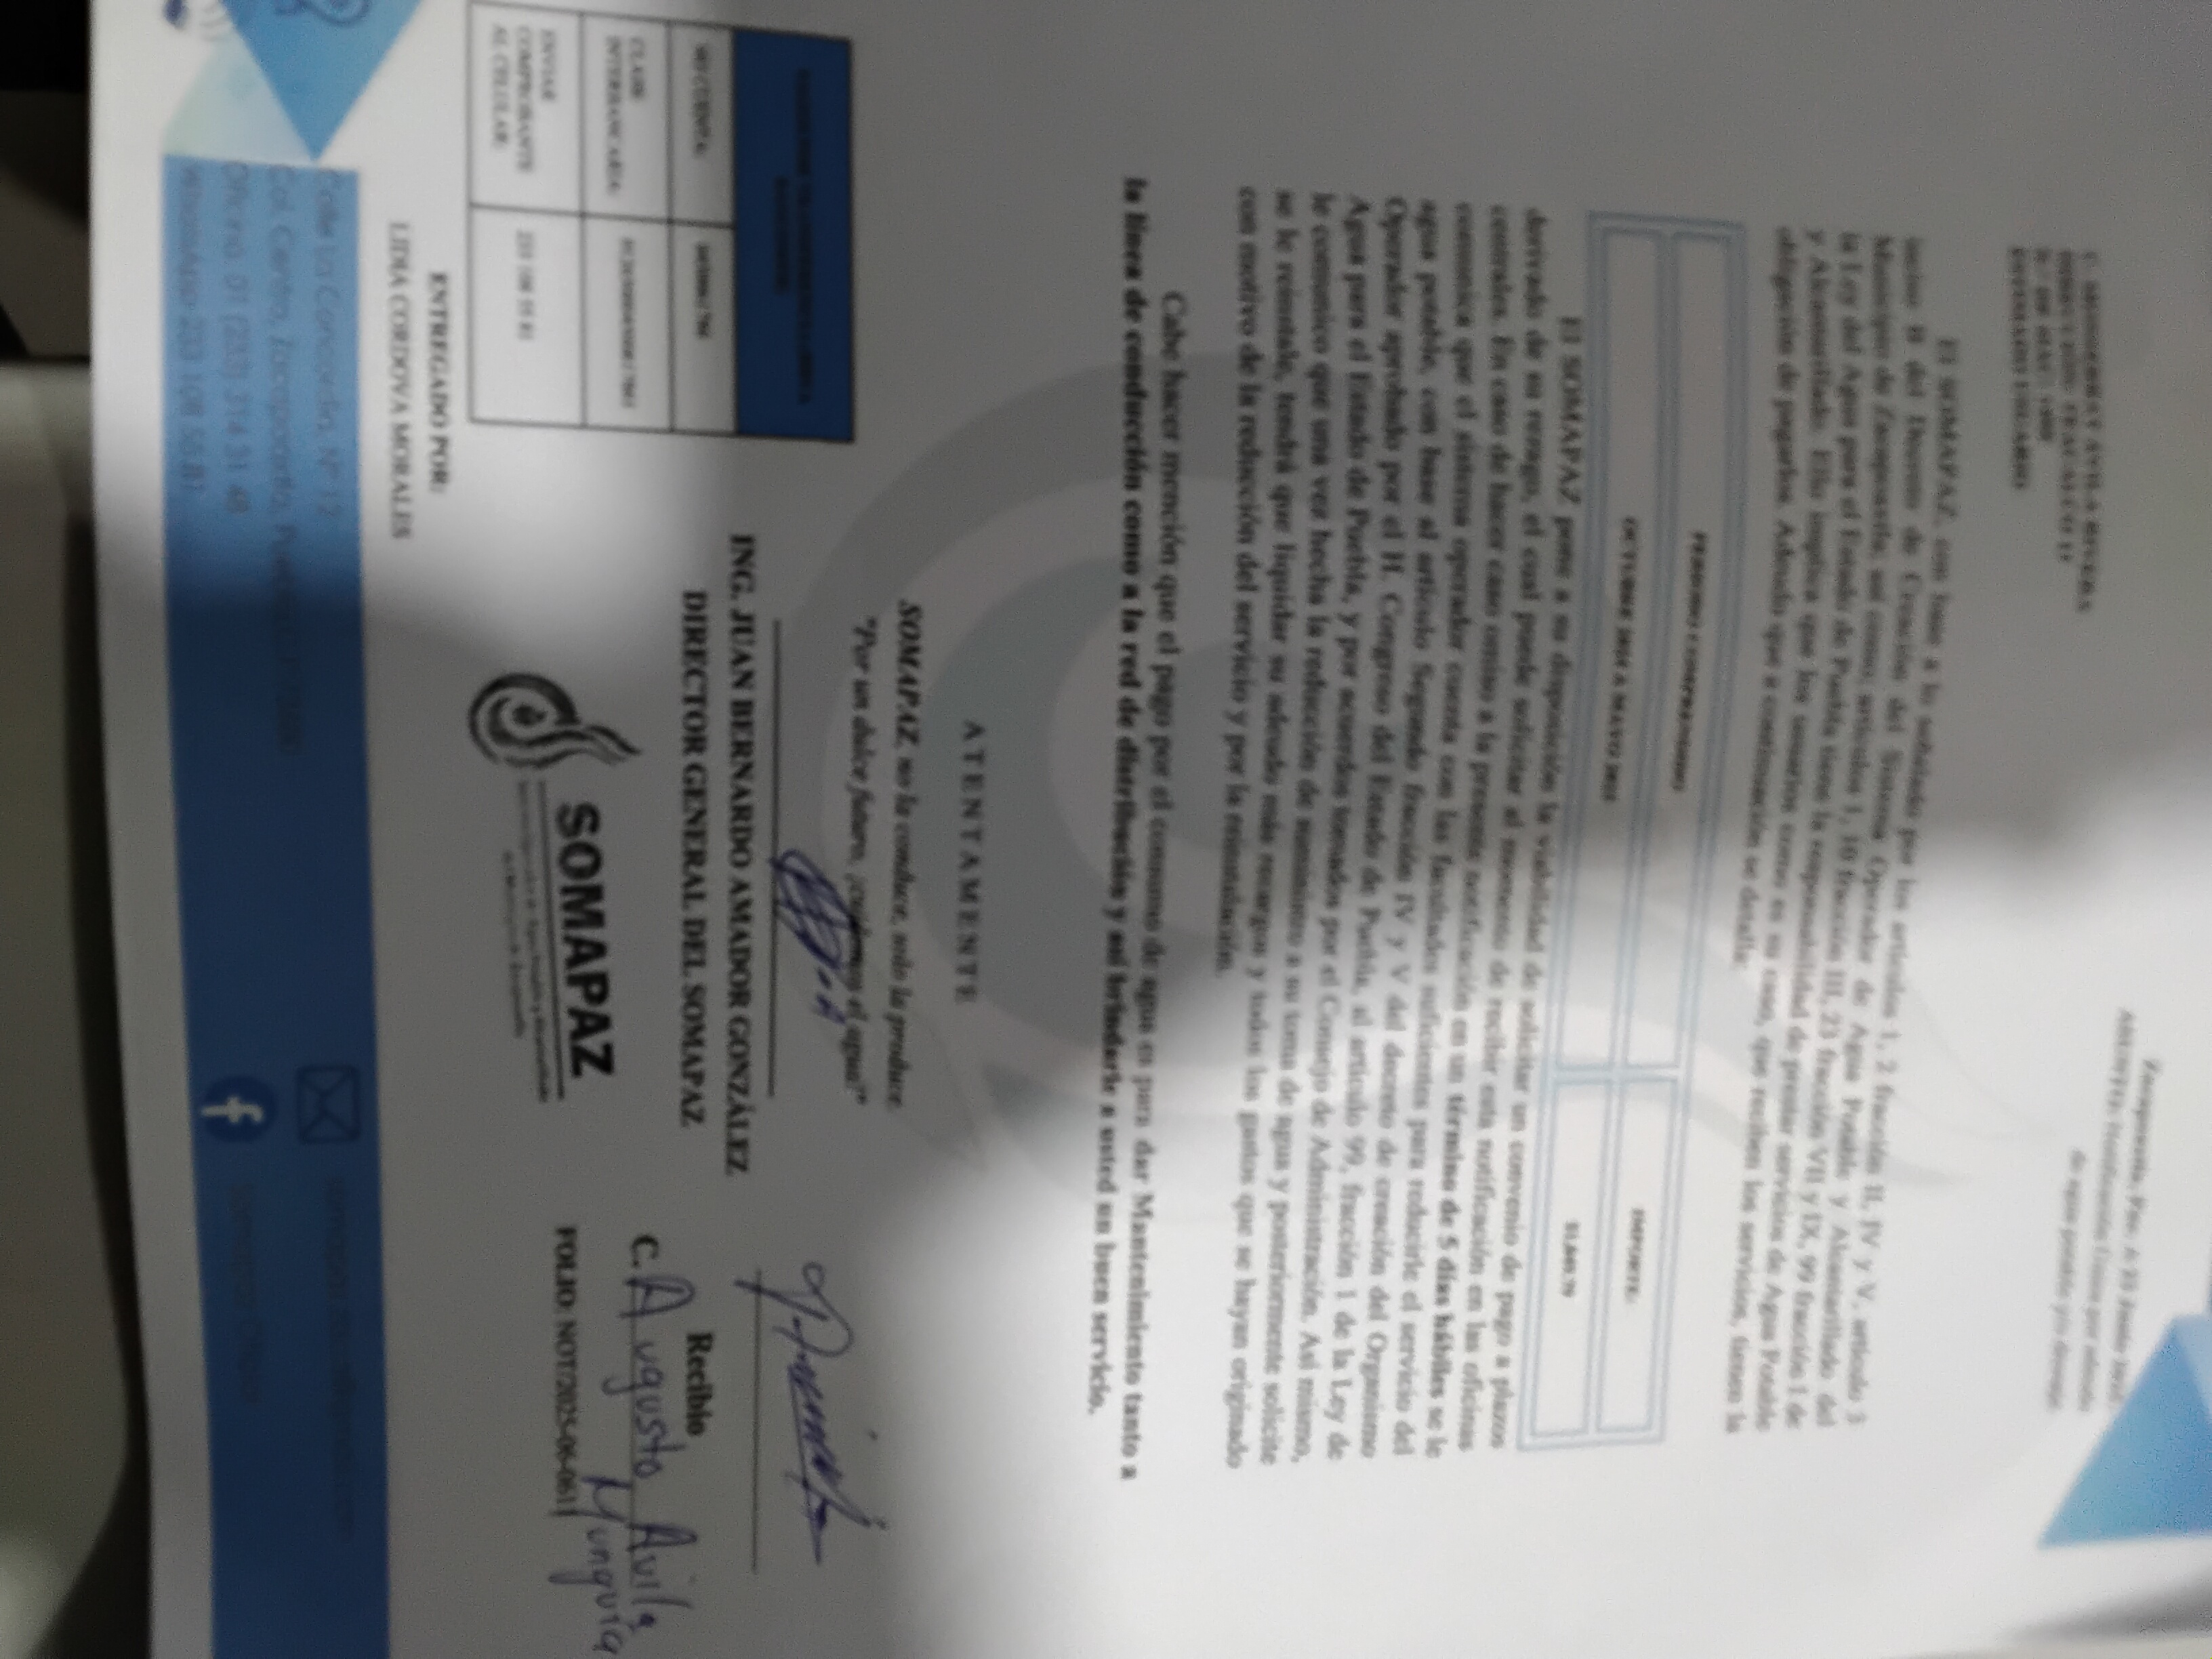 Zacapoaxtla, Pue. A 23 Junio
ASUNTO: Notificación Única por adeudo
de agua potable y/o drenaje.
C. MONSERRAT AVILA RIVERA
DIRECCIÓN:
ESTIMADO USUARIO
El SOMAPAZ, con base a lo señalado por los artículos 1, 2 fracción II, IV y V, artículo 3
inciso B del Decreto de Creación del Sistema Operador de Agua Potable y Alcantarillado del
Municipio de Zacapoaxtla; así como; artículos 1, 10 fracción III, 23 fracción VII y IX, 99 fracción 1 de
la Ley del Agua para el Estado de Puebla tiene la responsabilidad de prestar servicios de Agua Potable
y Alcantarillado. Ello implica que los usuarios como es su caso, que reciben los servicios, tienen la
obligación de pagarlos. Adeudo que a continuación se detalla:
PERIODO COMPRENDIDO
IMPORTE:
OCTUBRE 2024 A MAYO 2025
El SOMAPAZ pone a su disposición la viabilidad de solicitar un convenio de pago a plazos
derivado de su rezago, el cual puede solicitar al momento de recibir esta notificación en las oficinas
centrales. En caso de hacer caso omiso a la presente notificación en un término de 5 días hábiles se le
comunica que el sistema operador cuenta con las facultades suficientes para reducirle el servicio del
agua potable, con base al artículo Segundo fracción IV y V del decreto de creación del Organismo
Operador aprobado por el H. Congreso del Estado de Puebla, al artículo 99, fracción 1 de la Ley de
Agua para el Estado de Puebla, y por acuerdos tomados por el Consejo de Administración. Así mismo,
le comunico que una vez hecha la reducción de suministro a su toma de agua y posteriormente solicite
se le reinstale, tendrá que liquidar su adeudo más recargos y todos los gastos que se hayan originado
con motivo de la reducción del servicio y por la reinstalación.
Cabe hacer mención que el pago por el consumo de agua es para dar Mantenimiento tanto a
la línea de conducción como a la red de distribución y así brindarle a usted un buen servicio.
ATENTAMENTE
SOMAPAZ, no la conduce, solo la produce.
"Por un dulce futuro, ¡cuidemos el agua!"
ING. JUAN BERNARDO AMADOR GONZÁLEZ
DIRECTOR GENERAL DEL SOMAPAZ
Recibio
C. Augusto Avila
Munguía
FOLIO: NOT/2025-06-0611
NO CUENTA:
CLABE
INTERBANCARIA:
ENVIAR
COMPROBANTE
AL CELULAR:
233 108 55 81
SOMAPAZ
ENTREGADO POR:
LIDIA CORDOVA MORALES
Calle La Concordia, N° 12
Col. Centro, Zacapoaxtla, Puebla
Oficina. 01 (233) 314 31 48
WhatsApp 233 108 55 81
Somapaz Oficial